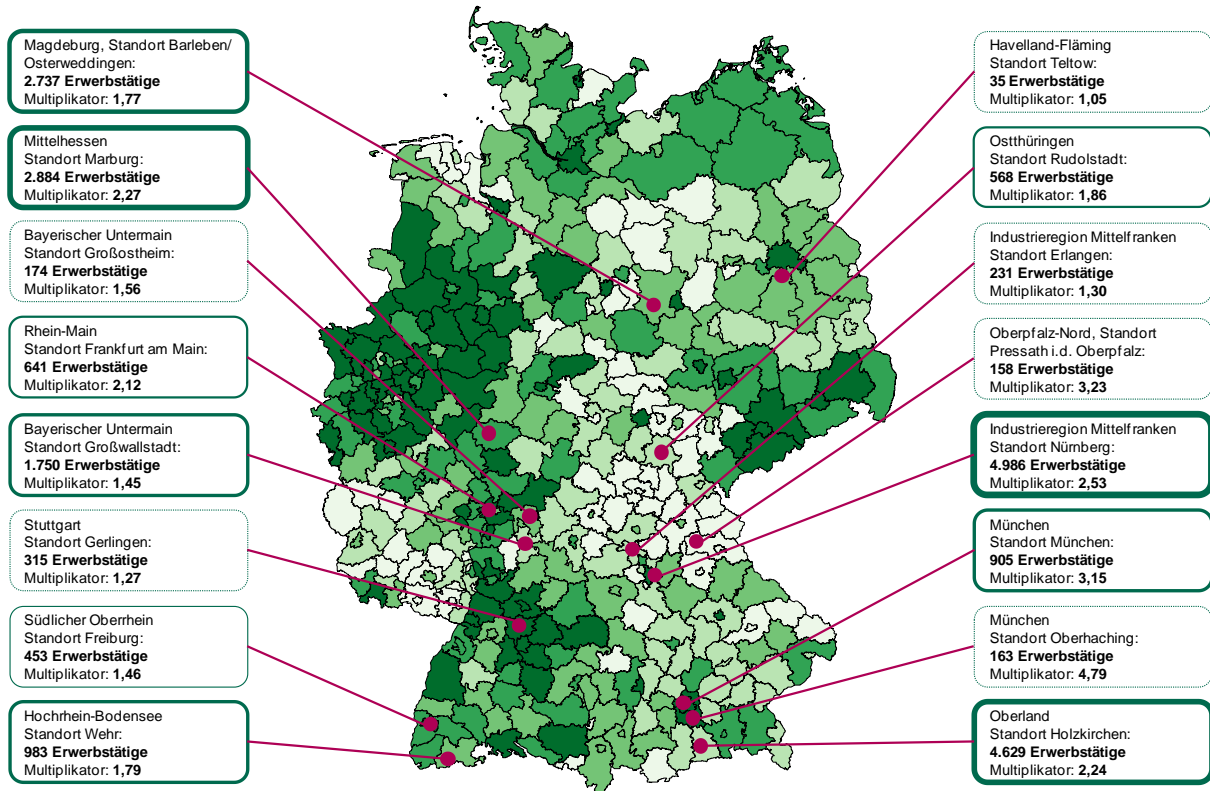 Magdeburg, Standort Barleben/
Osterweddingen:
2.737 Erwerbstätige
Multiplikator: 1,77
Mittelhessen
Standort Marburg:
2.884 Erwerbstätige
Multiplikator: 2,27
Bayerischer Untermain
Standort Großostheim:
174 Erwerbstätige
Multiplikator: 1,56
Rhein-Main
Standort Frankfurt am Main:
641 Erwerbstätige
Multiplikator: 2,12
Bayerischer Untermain
Standort Großwallstadt:
1.750 Erwerbstätige
Multiplikator: 1,45
Stuttgart
Standort Gerlingen:
315 Erwerbstätige
Multiplikator: 1,27
Südlicher Oberrhein
Standort Freiburg:
453 Erwerbstätige
Multiplikator: 1,46
Hochrhein-Bodensee
Standort Wehr:
983 Erwerbstätige
Multiplikator: 1,79
Havelland-Fläming
Standort Teltow:
35 Erwerbstätige
Multiplikator: 1,05
Ostthüringen
Standort Rudolstadt:
568 Erwerbstätige
Multiplikator: 1,86
Industrieregion Mittelfranken
Standort Erlangen:
231 Erwerbstätige
Multiplikator: 1,30
Oberpfalz-Nord, Standort
Pressath i.d. Oberpfalz:
158 Erwerbstätige
Multiplikator: 3,23
Industrieregion Mittelfranken
Standort Nürnberg:
4.986 Erwerbstätige
Multiplikator: 2,53
München
Standort München:
905 Erwerbstätige
Multiplikator: 3,15
München
Standort Oberhaching:
163 Erwerbstätige
Multiplikator: 4,79
Oberland
Standort Holzkirchen:
4.629 Erwerbstätige
Multiplikator: 2,24